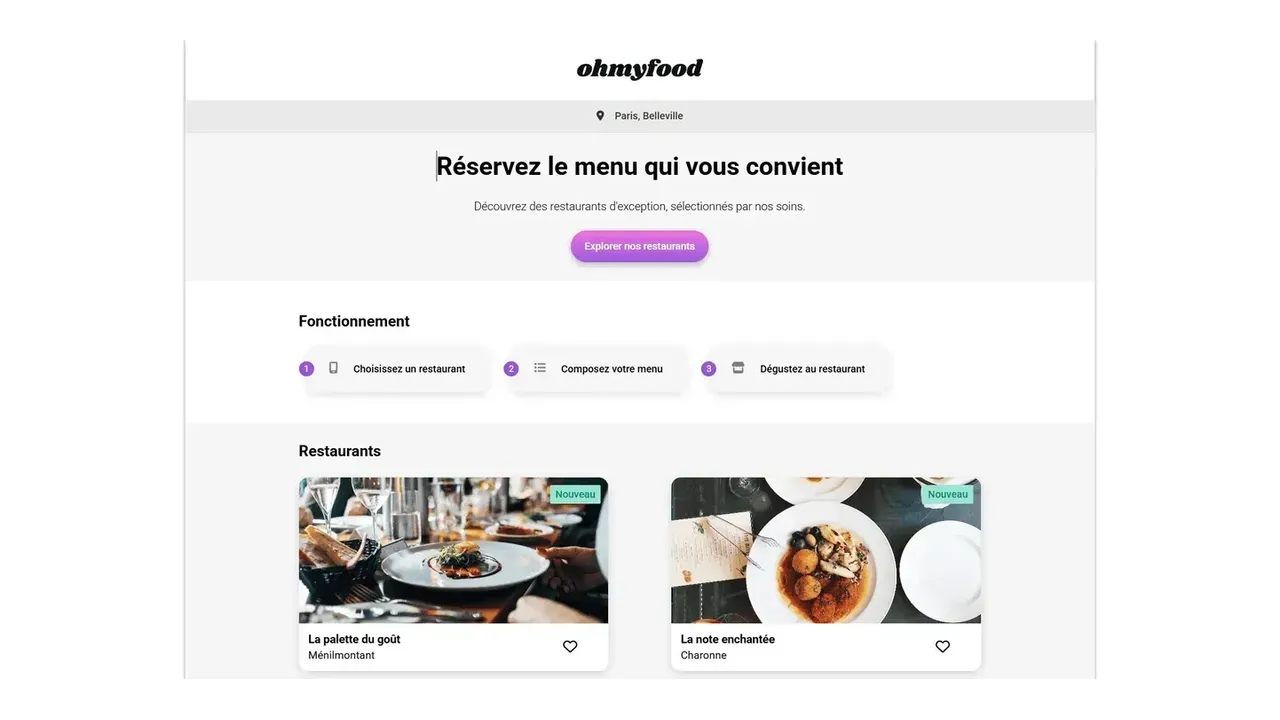 ohmyfood
Paris, Belleville
Réservez le menu qui vous convient
Découvrez des restaurants d'exception, sélectionnés par nos soins.
Explorer nos restaurants
Fonctionnement
1 Choisissez un restaurant
2 Composez votre menu
3 Dégustez au restaurant
Restaurants
Nouveau
La palette du goût
Ménilmontant
Nouveau
La note enchantée
Charonne